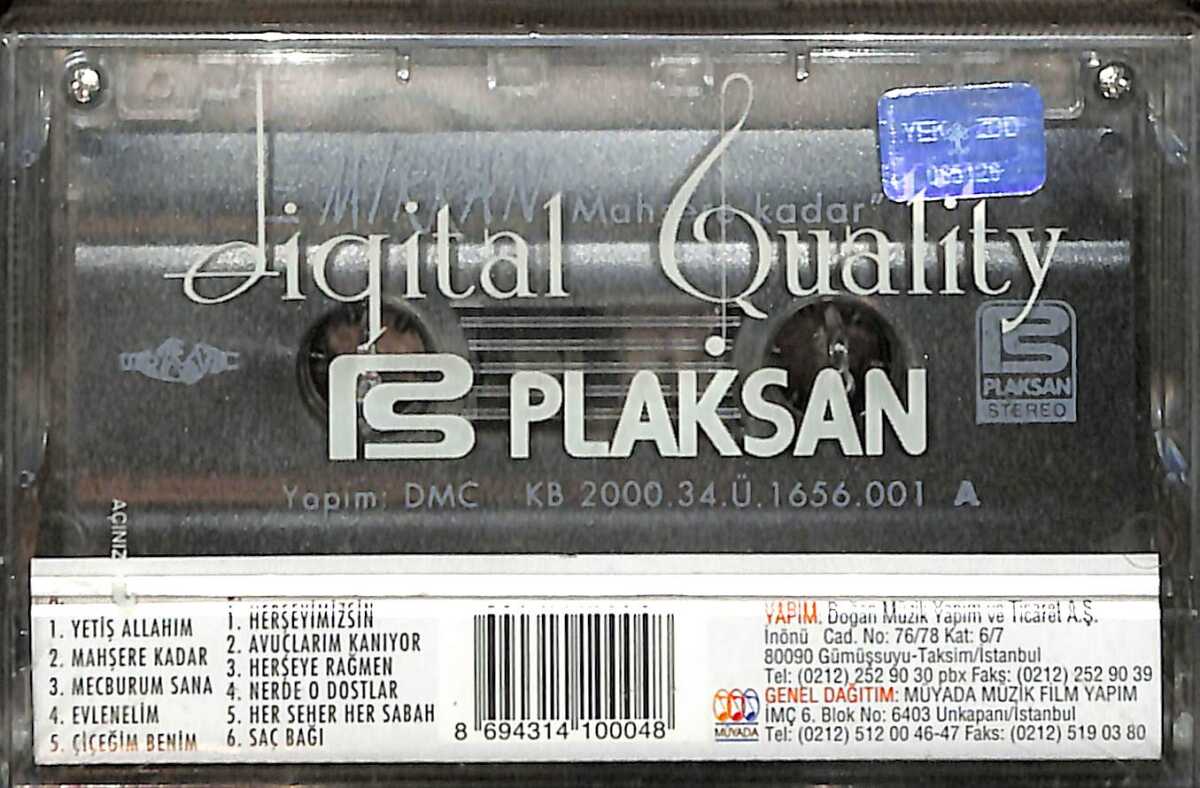 Mahşere kadar"
Digital Quality
PLAKSAN
PLAKSAN
STEREO
Yapım: DMC KB 2000.34.Ü.1656.001 A
AÇINIZ
1. YETİŞ ALLAHIM
2. MAHŞERE KADAR
3. MECBURUM SANA
4. EVLENELİM
5. ÇİÇEĞİM BENİM
1. HERŞEYİMİZSİN
2. AVUÇLARIM KANIYOR
3. HERŞEYE RAĞMEN
4. NERDE O DOSTLAR
5. HER SEHER HER SABAH
6. SAÇ BAĞI
8 694314 100048
YAPIM. Doğan Müzik Yapım ve Ticaret A.Ş.
İnönü Cad. No: 76/78 Kat: 6/7
80090 Gümüşsuyu-Taksim/İstanbul
Tel: (0212) 252 90 30 pbx Faks: (0212) 252 90 39
GENEL DAĞITIM: MÜYADA MÜZİK FİLM YAPIM
İMÇ 6. Blok No: 6403 Unkapanı/İstanbul
Tel: (0212) 512 00 46-47 Faks: (0212) 519 03 80
MÜYADA